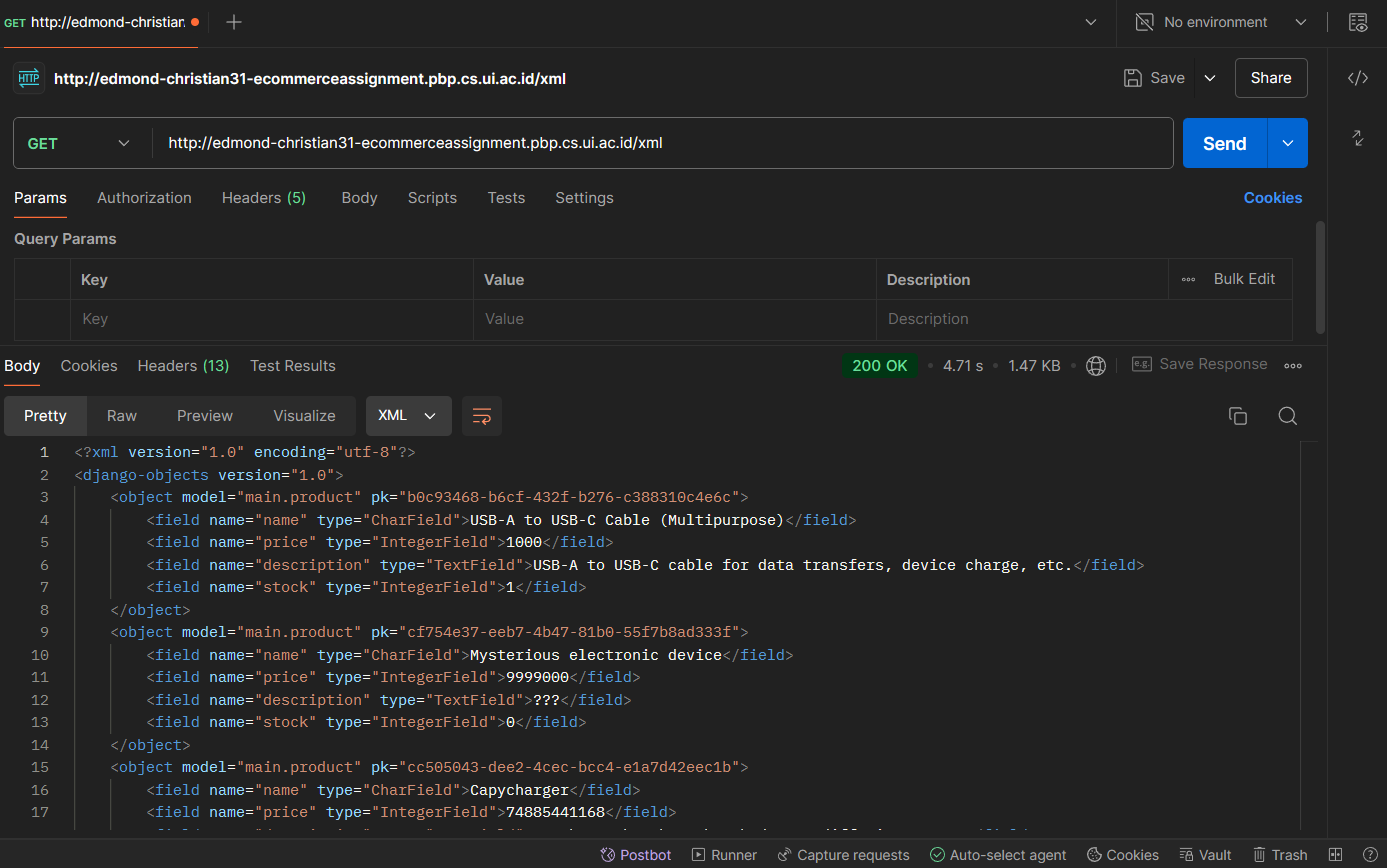 GET http://edmond-christian.
No environment
HTTP http://edmond-christian31-ecommerceassignment.pbp.cs.ui.ac.id/xml
Save
Share
GET
http://edmond-christian31-ecommerceassignment.pbp.cs.ui.ac.id/xml
Send
Params Authorization Headers (5) Body Scripts Tests Settings Cookies
Query Params
Key Value Description Bulk Edit
Key Value Description
Body Cookies Headers (13) Test Results 200 OK 4.71 s 1.47 KB e.g. Save Response
Pretty Raw Preview Visualize XML
1 <?xml version="1.0" encoding="utf-8"?>
2 <django-objects version="1.0">
3 <object model="main.product" pk="b0c93468-b6cf-432f-b276-c388310c4e6c">
4 <field name="name" type="CharField">USB-A to USB-C Cable (Multipurpose)</field>
5 <field name="price" type="IntegerField">1000</field>
6 <field name="description" type="TextField">USB-A to USB-C cable for data transfers, device charge, etc.</field>
7 <field name="stock" type="IntegerField">1</field>
8 </object>
9 <object model="main.product" pk="cf754e37-eeb7-4b47-81b0-55f7b8ad333f">
10 <field name="name" type="CharField">Mysterious electronic device</field>
11 <field name="price" type="IntegerField">9999000</field>
12 <field name="description" type="TextField">???</field>
13 <field name="stock" type="IntegerField">0</field>
14 </object>
15 <object model="main.product" pk="cc505043-dee2-4cec-bcc4-e1a7d42eec1b">
16 <field name="name" type="CharField">Capycharger</field>
17 <field name="price" type="IntegerField">74885441168</field>
Postbot Runner Capture requests Auto-select agent Cookies Vault Trash